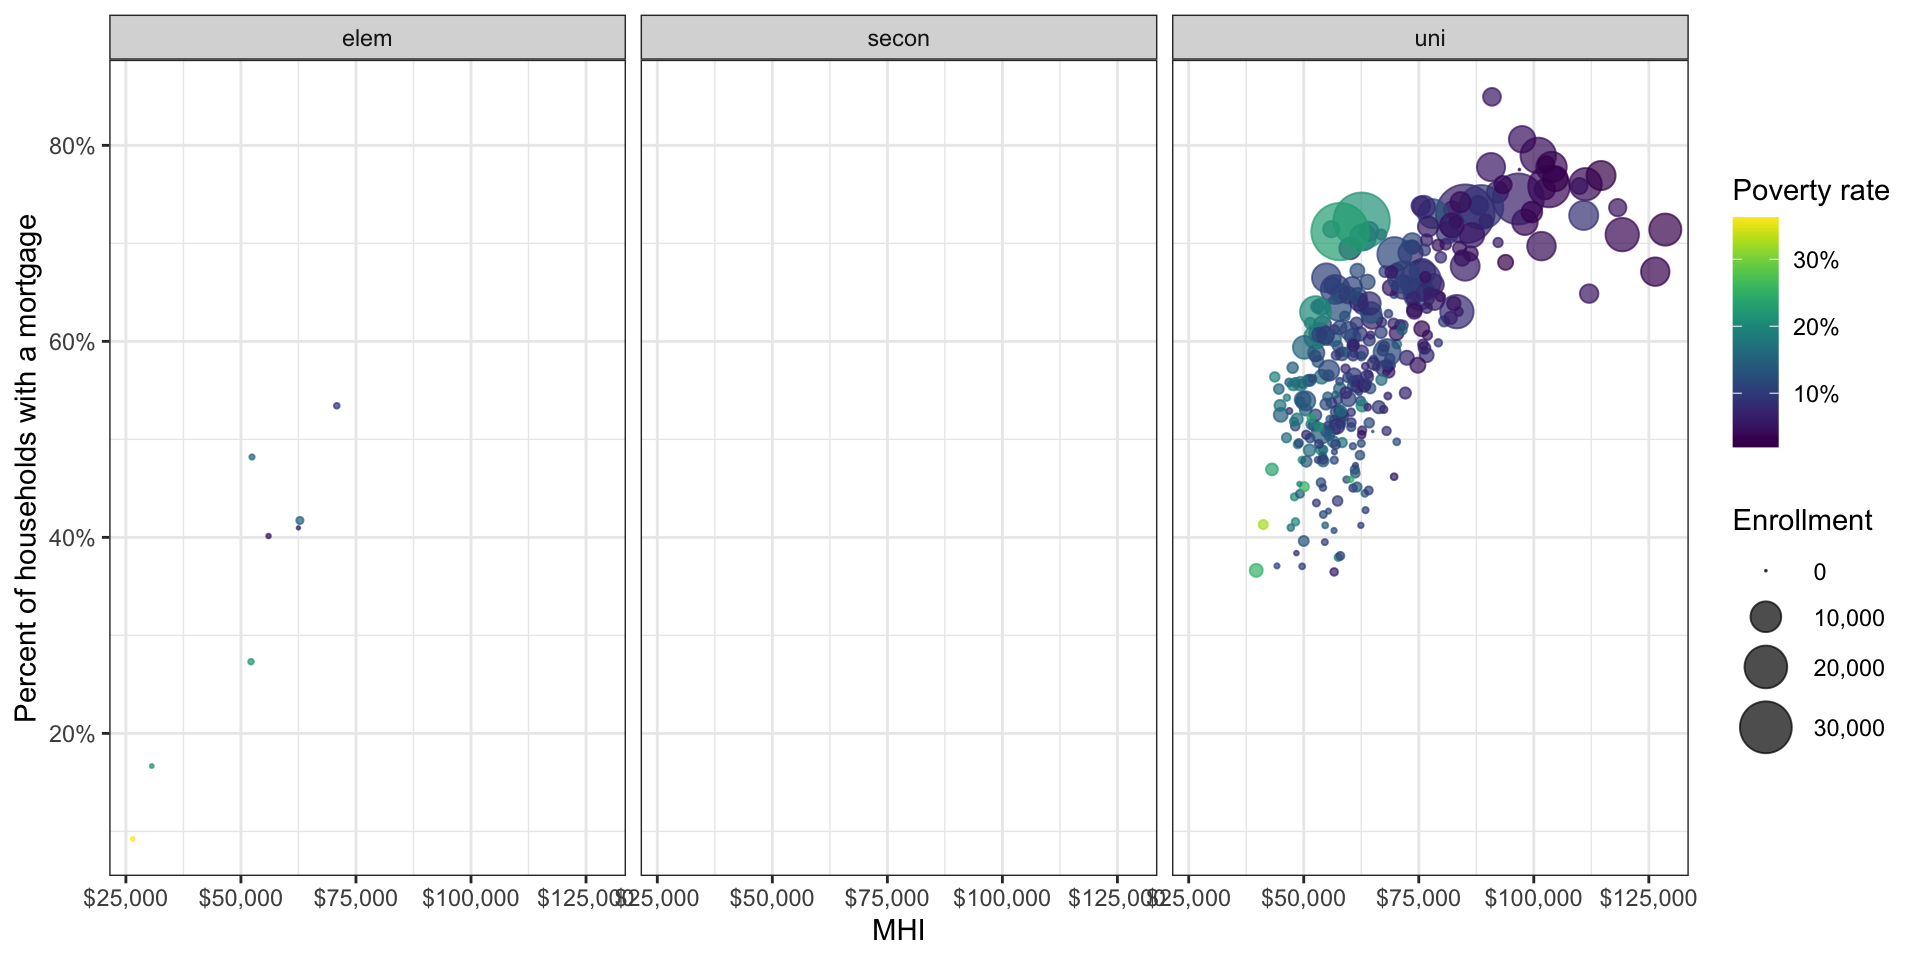 elem
secon
uni
Percent of households with a mortgage
80%
60%
40%
20%
$25,000 $50,000 $75,000 $100,000 $125,000
$25,000 $50,000 $75,000 $100,000 $125,000
$25,000 $50,000 $75,000 $100,000 $125,000
MHI
Poverty rate
30%
20%
10%
Enrollment
0
10,000
20,000
30,000